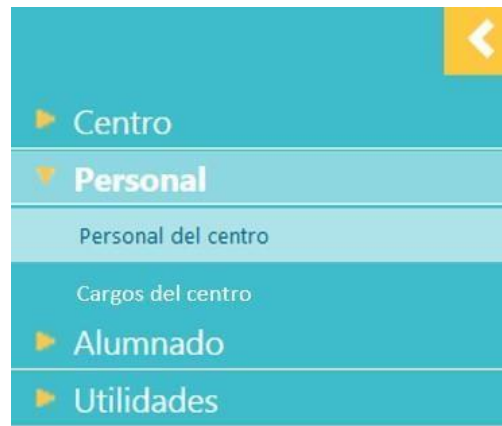 Centro
Personal
Personal del centro
Cargos del centro
Alumnado
Utilidades